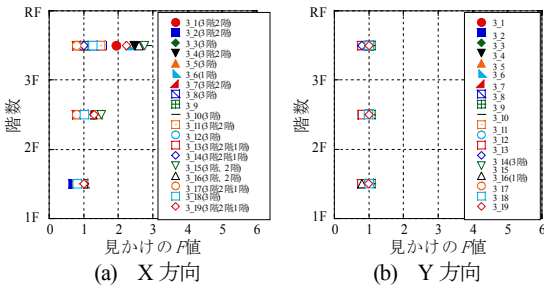 RF
3F
2F
1F
階数
0 1 2 3 4 5 6
見かけのF値
3_1(3階2階)
3_2(3階2階)
3_3(3階)
3_4(3階2階)
3_5(3階)
3_6(1階)
3_7(3階2階)
3_8(3階)
3_9
3_10(3階)
3_11(3階2階)
3_12(3階)
3_13(3階2階1階)
3_14(3階2階1階)
3_15(3階、2階)
3_16(3階、2階)
3_17(3階2階1階)
3_18(3階)
3_19(3階2階1階)
(a) X 方向
RF
3F
2F
1F
階数
0 1 2 3 4 5 6
見かけのF値
3_1
3_2
3_3
3_4
3_5
3_6
3_7
3_8
3_9
3_10
3_11
3_12
3_13
3_14(3階)
3_15
3_16(1階)
3_17
3_18
3_19
(b) Y 方向